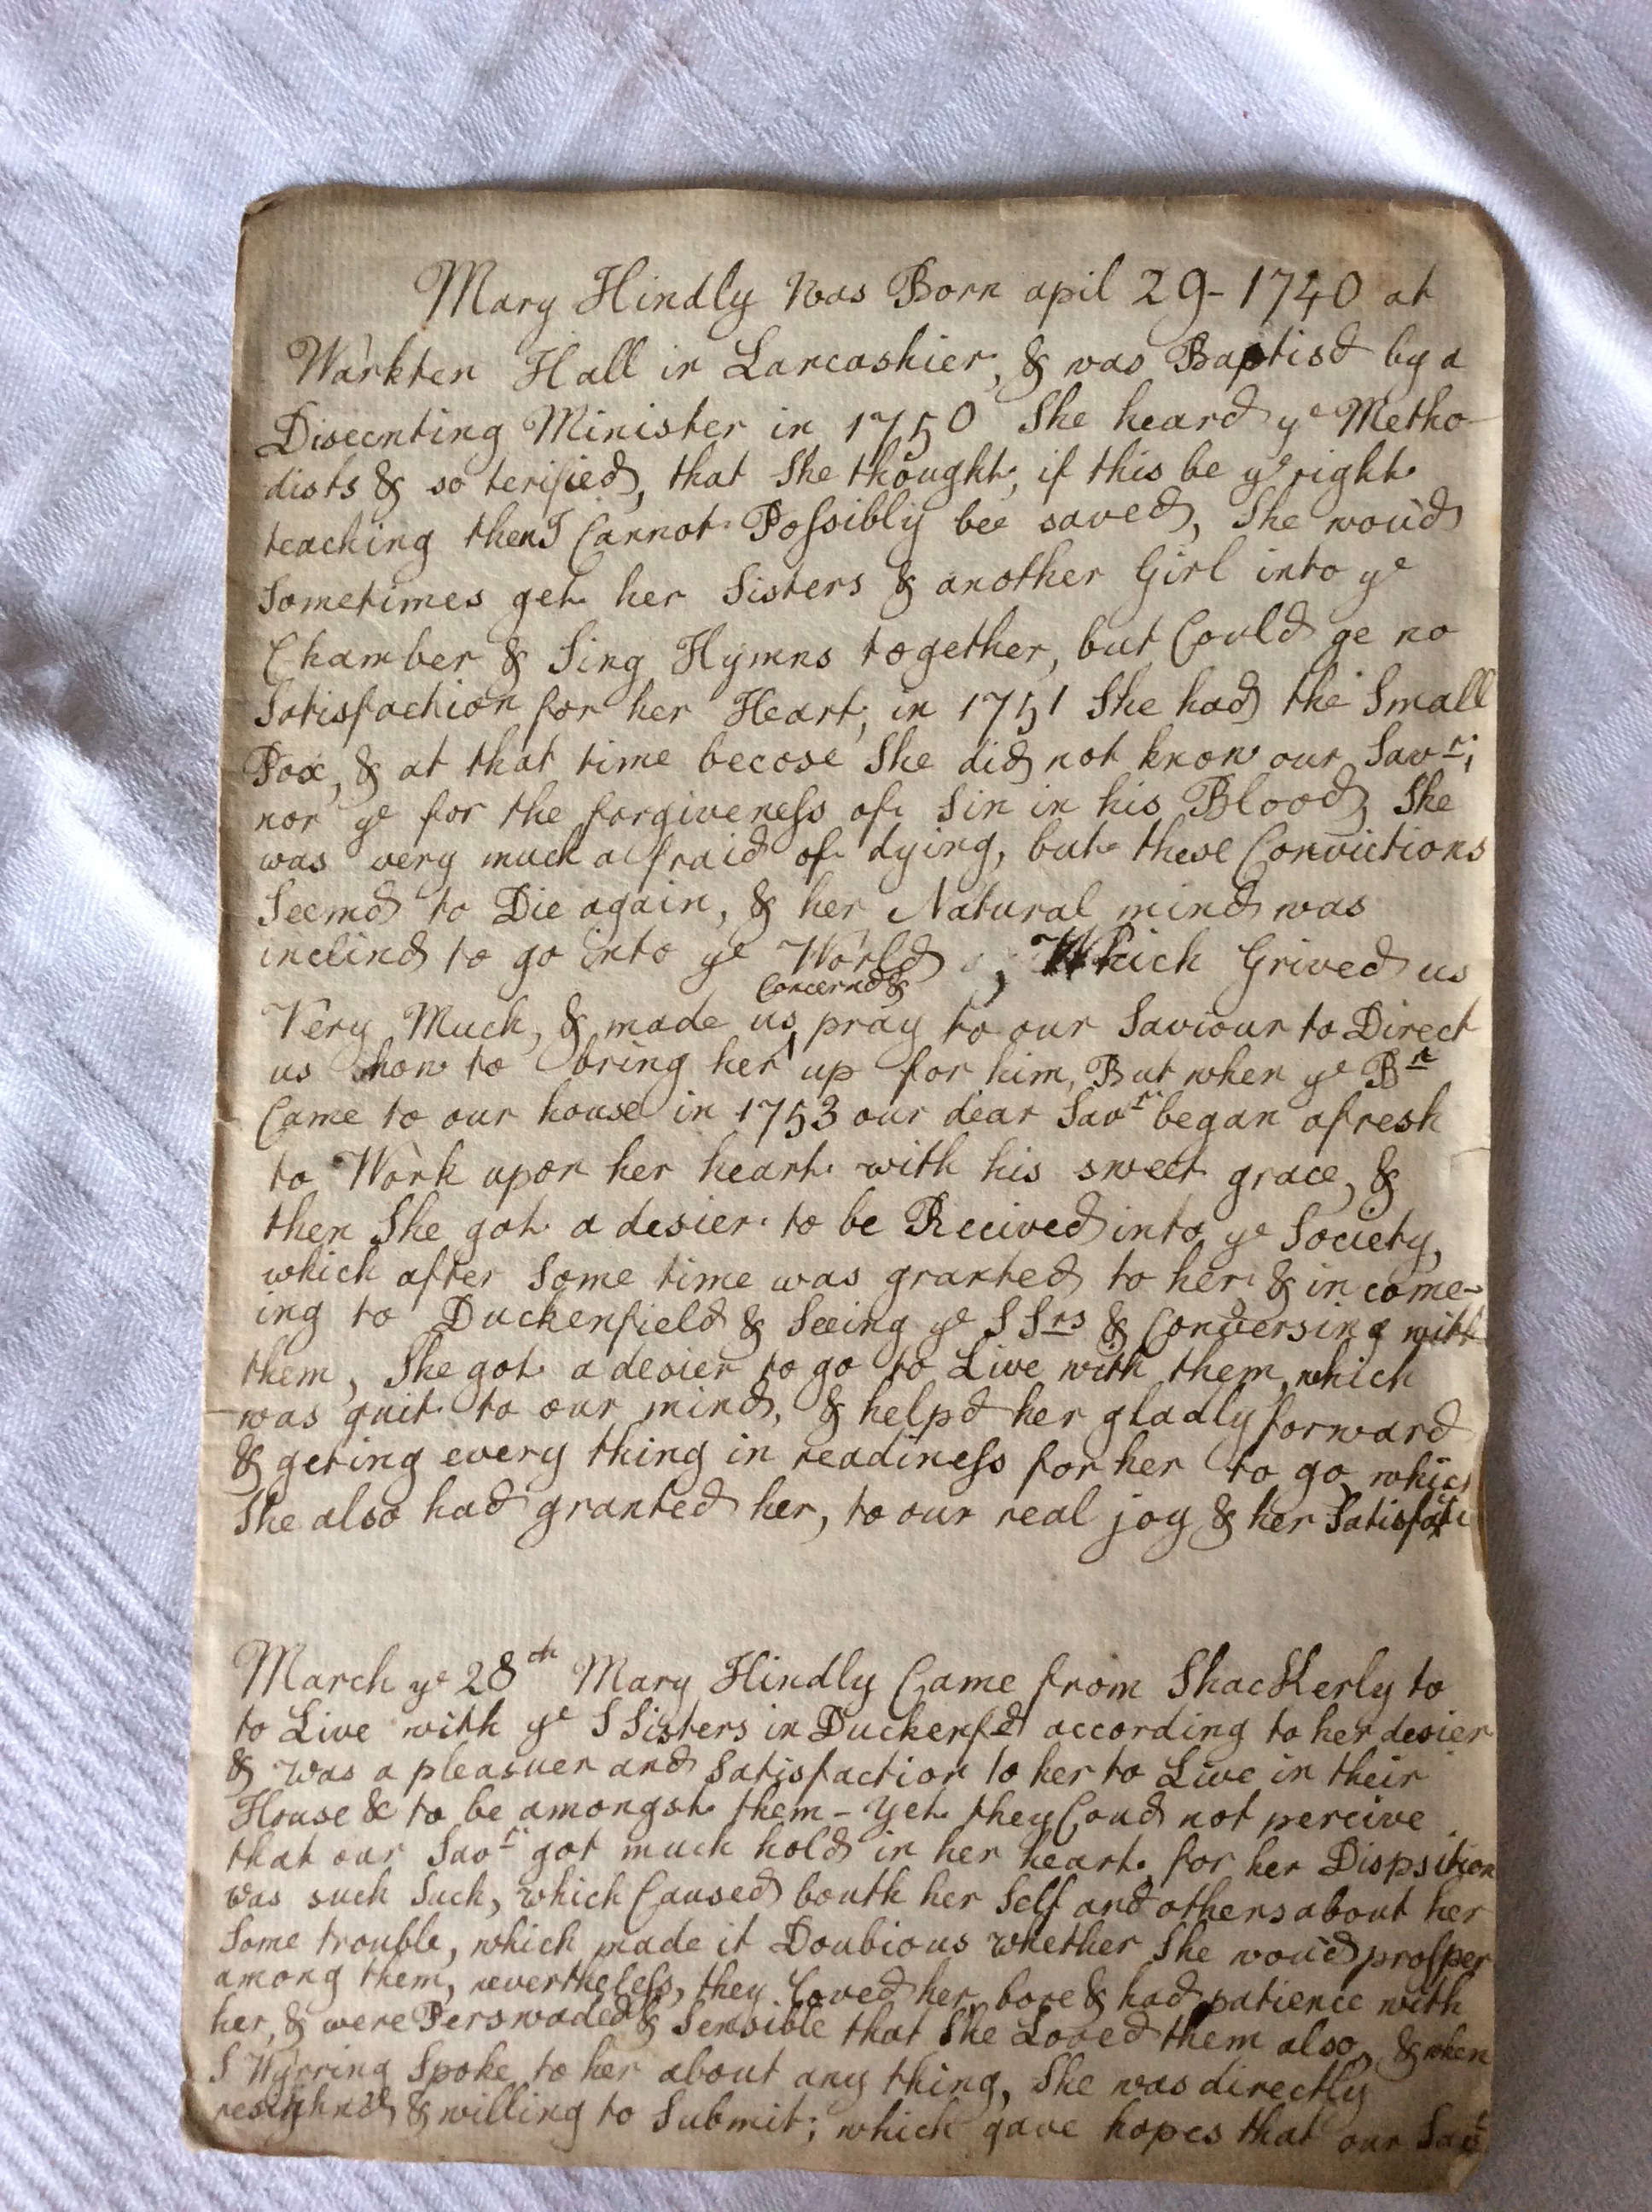 Mary Hindly Was Born apil 29-1740 at
Warkten Hall in Lancashier, & was Baptisd by a
Diseenting Minister in 1750 She heard ye Metho-
dists & so terified, that She thought, if this be ye right
teaching then I Cannot Possibly bee saved, She woud
Sometimes get her Sisters & another Girl into ye
Chamber & Sing Hymns together, but Could ge no
Satisfachion for her Heart; in 1751 She had the Small
Pox, & at that time becose She did not know our Savr;
nor ye for the forgiveness of Sin in his Blood, She
was very much afraid of dying, but these Convictions
Seemd to Die again, & her Natural mind was
inclind to go into ye World, Which Grived us
Concernd &
Very Much, & made us pray to our Saviour to Direct
us how to bring her up for him, But when ye Brn
Came to our house in 1753 our dear Savr began afresh
to Work upon her heart with his sweet grace, &
then She got a desier to be Recived into ye Society,
which after Some time was granted to her & in come-
ing to Duckenfield & Seeing ye S Srs & Conversing with
them, She got a desier to go to Live with them, which
was quit to our mind, & helpd her gladly forward
& geting every thing in readiness for her to go, which
She also had granted her, to our real joy & her Satisfacti
March ye 28th Mary Hindly Came from Shackerly to
to Live with ye S Sisters in Duckenfd according to her desier
& was a pleasuer and Satisfaction to her to Live in their
House & to be amongst them - yet they Coud not percive
that our Savr got much hold in her heart for her Dispsition
was such Such, which Caused bouth her Self and others about her
Some trouble, which made it Doubious whether She woud prosper
among them, nevertheless, they Loved her, bore & had patience with
her, & were Perswaded & Sensible that She Loved them also, & when
S Wyrring Spoke to her about any thing, She was directly
& willing to Submit; which gave hopes that our Savr